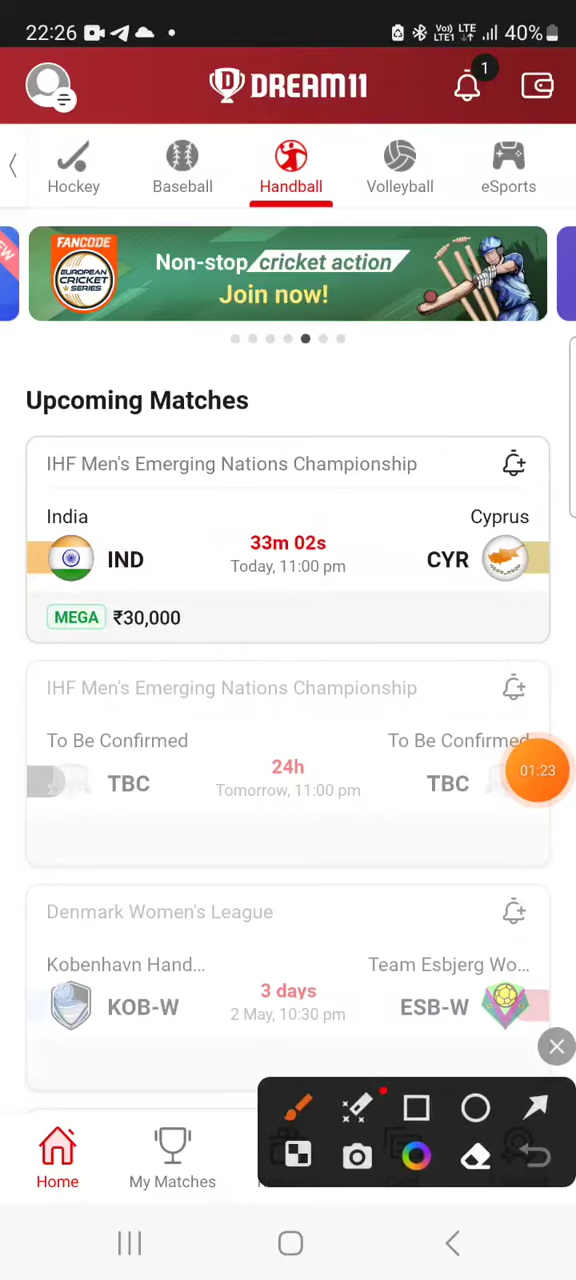 22:26
Vo)) LTE
LTE1
40%
DREAM11
1
Hockey
Baseball
Handball
Volleyball
eSports
FANCODE
EUROPEAN
CRICKET
SERIES
Non-stop cricket action
Join now!
Upcoming Matches
IHF Men's Emerging Nations Championship
India
Cyprus
IND
33m 02s
CYR
Today, 11:00 pm
MEGA ₹30,000
IHF Men's Emerging Nations Championship
To Be Confirmed
To Be Confirmed
TBC
24h
TBC
Tomorrow, 11:00 pm
01:23
Denmark Women's League
Kobenhavn Hand...
Team Esbjerg Wo...
KOB-W
3 days
ESB-W
2 May, 10:30 pm
Home
My Matches